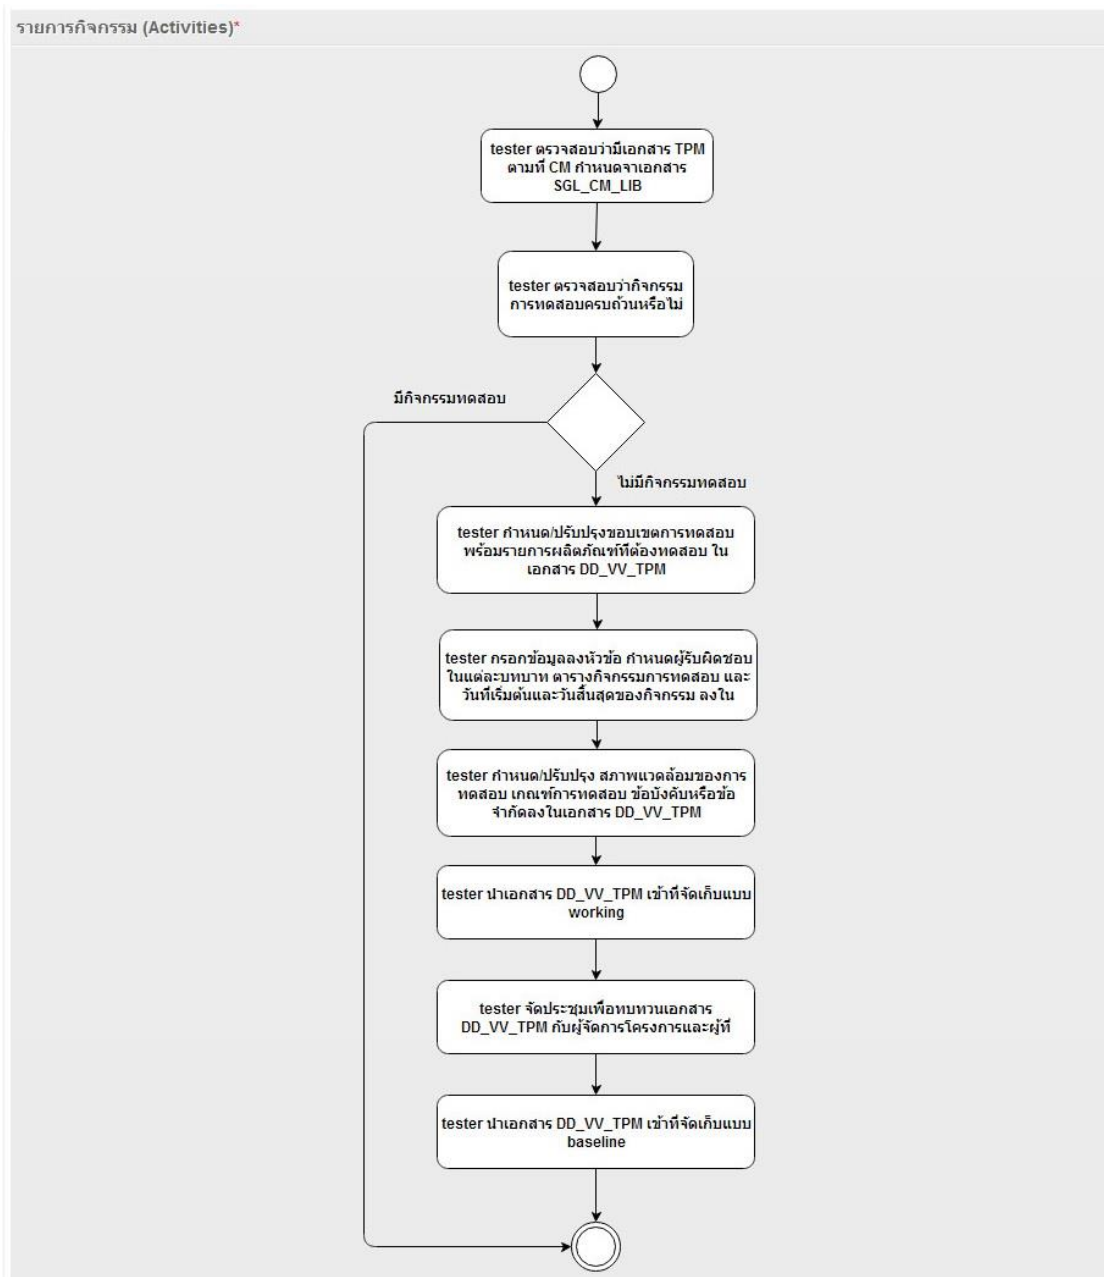 รายการกิจกรรม (Activities)*
tester ตรวจสอบว่ามีเอกสาร TPM
ตามที่ CM กำหนดจาเอกสาร
SGL_CM_LIB
tester ตรวจสอบว่ากิจกรรม
การทดสอบครบถ้วนหรือไม่
มีกิจกรรมทดสอบ
ไม่มีกิจกรรมทดสอบ
tester กำหนด/ปรับปรุงขอบเขตการทดสอบ
พร้อมรายการผลิตภัณฑ์ที่ต้องทดสอบ ใน
เอกสาร DD_VV_TPM
tester กรอกข้อมูลลงหัวข้อ กำหนดผู้รับผิดชอบ
ในแต่ละบทบาท ตารางกิจกรรมการทดสอบ และ
วันที่เริ่มต้นและวันสิ้นสุดของกิจกรรม ลงใน
tester กำหนด/ปรับปรุง สภาพแวดล้อมของการ
ทดสอบ เกณฑ์การทดสอบ ข้อบังคับหรือข้อ
จำกัดลงในเอกสาร DD_VV_TPM
tester นำเอกสาร DD_VV_TPM เข้าที่จัดเก็บแบบ
working
tester จัดประชุมเพื่อทบทวนเอกสาร
DD_VV_TPM กับผู้จัดการโครงการและผู้ที่
tester นำเอกสาร DD_VV_TPM เข้าที่จัดเก็บแบบ
baseline